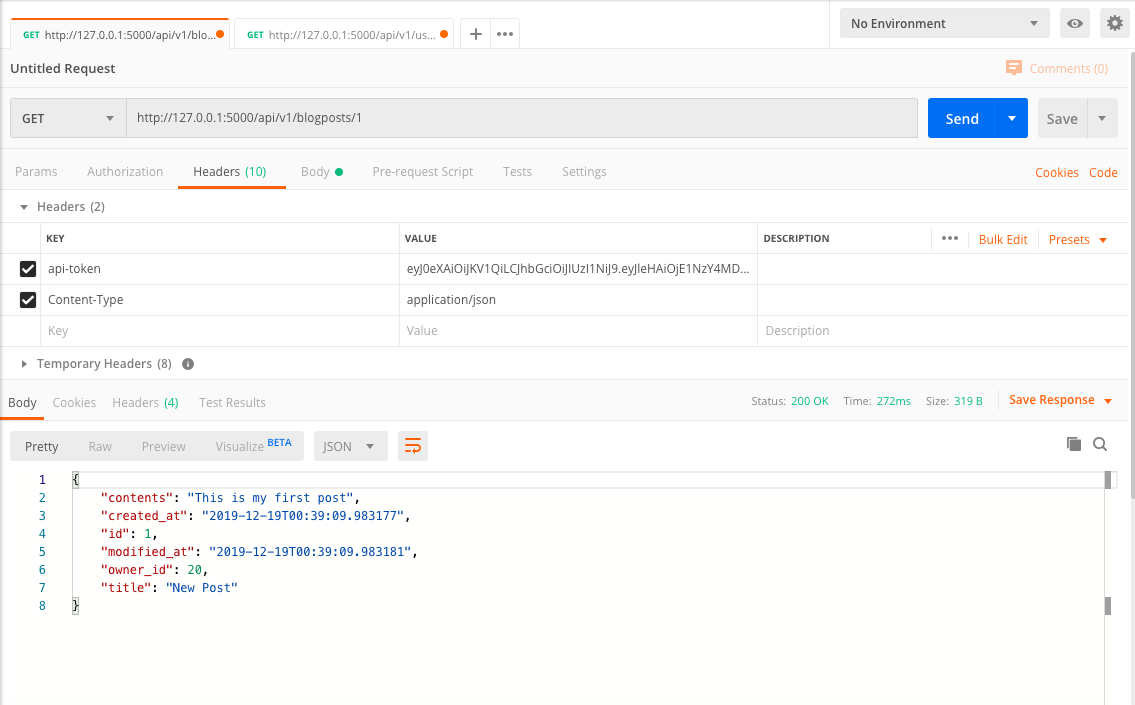 GET http://127.0.0.1:5000/api/v1/blo... GET http://127.0.0.1:5000/api/v1/us... + ••• No Environment
Untitled Request Comments (0)
GET http://127.0.0.1:5000/api/v1/blogposts/1 Send Save
Params Authorization Headers (10) Body Pre-request Script Tests Settings Cookies Code
Headers (2)
KEY VALUE DESCRIPTION ••• Bulk Edit Presets
api-token eyJ0eXAiOiJKV1QiLCJhbGciOiJIUzI1NiJ9.eyJleHAiOjE1NzY4MD...
Content-Type application/json
Key Value Description
Temporary Headers (8) i
Body Cookies Headers (4) Test Results Status: 200 OK Time: 272ms Size: 319 B Save Response
Pretty Raw Preview Visualize BETA JSON
1 {
2 "contents": "This is my first post",
3 "created_at": "2019-12-19T00:39:09.983177",
4 "id": 1,
5 "modified_at": "2019-12-19T00:39:09.983181",
6 "owner_id": 20,
7 "title": "New Post"
8 }